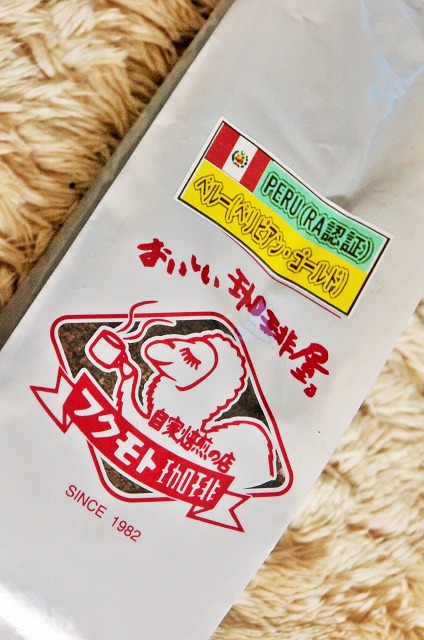 PERU(RA認証)
ペルー(ペルビアン・ゴールド)
おいしい珈琲屋。
自家焙煎の店
フクモト珈琲
SINCE 1982